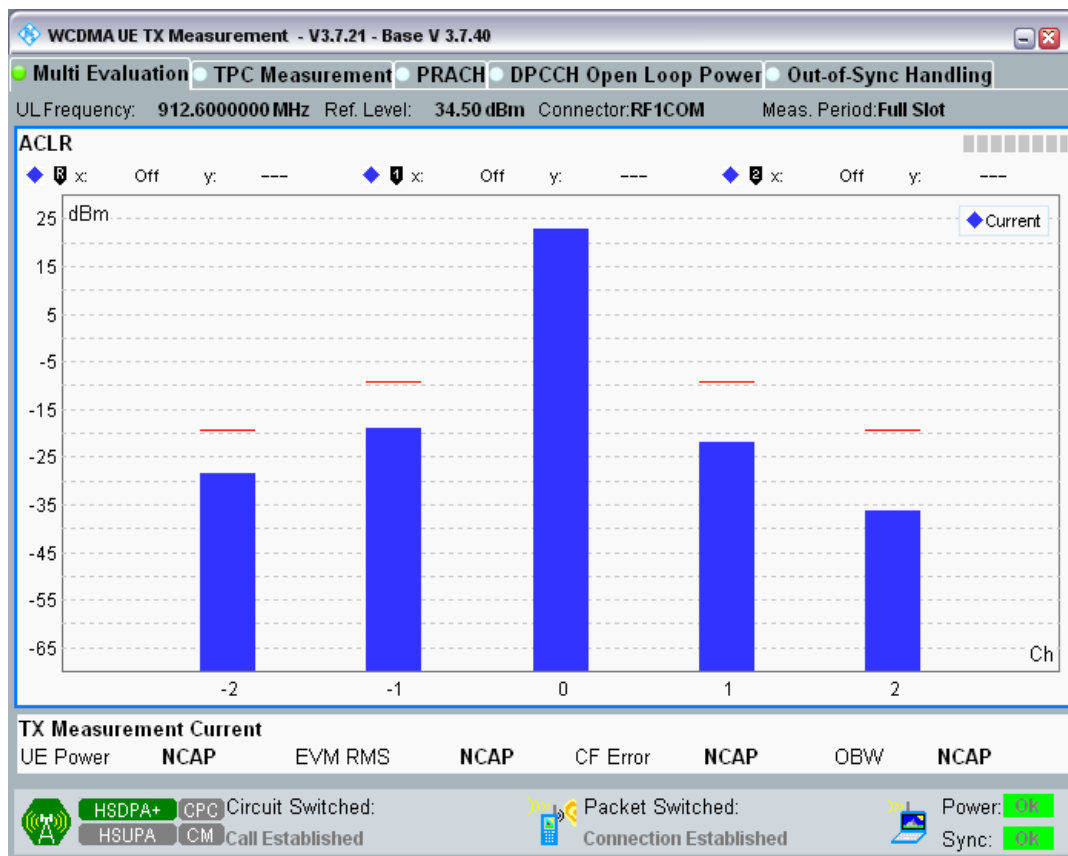 WCDMA UE TX Measurement - V3.7.21 - Base V 3.7.40
Multi Evaluation TPC Measurement PRACH DPCCH Open Loop Power Out-of-Sync Handling
UL Frequency: 912.6000000 MHz Ref. Level: 34.50 dBm Connector:RF1COM Meas. Period:Full Slot
ACLR
R x: Off y: --- 1 x: Off y: --- 2 x: Off y: ---
dBm
Current
25
15
5
-5
-15
-25
-35
-45
-55
-65
Ch
-2 -1 0 1 2
TX Measurement Current
UE Power NCAP EVM RMS NCAP CF Error NCAP OBW NCAP
HSDPA+ CPC Circuit Switched: Packet Switched: Power: OK
HSUPA CM Call Established Connection Established Sync: OK